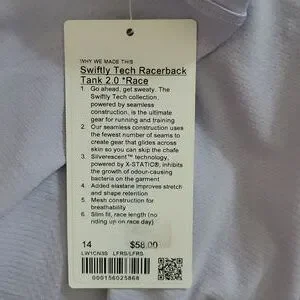 WHY WE MADE THIS
Swiftly Tech Racerback
Tank 2.0 *Race
1. Go ahead, get sweaty. The
Swiftly Tech collection,
powered by seamless
construction, is the ultimate
gear for running and training
2. Our seamless construction uses
the fewest number of seams to
create gear that glides across
skin so you can skip the chafe
3. Silverescent™ technology,
powered by X-STATIC®, inhibits
the growth of odour-causing
bacteria on the garment
4. Added elastane improves stretch
and shape retention
5. Mesh construction for
breathability
6. Slim fit, race length (no
riding up on race day)
14 $58.00
LW1CN3S LFRS/LFRS
000156025868